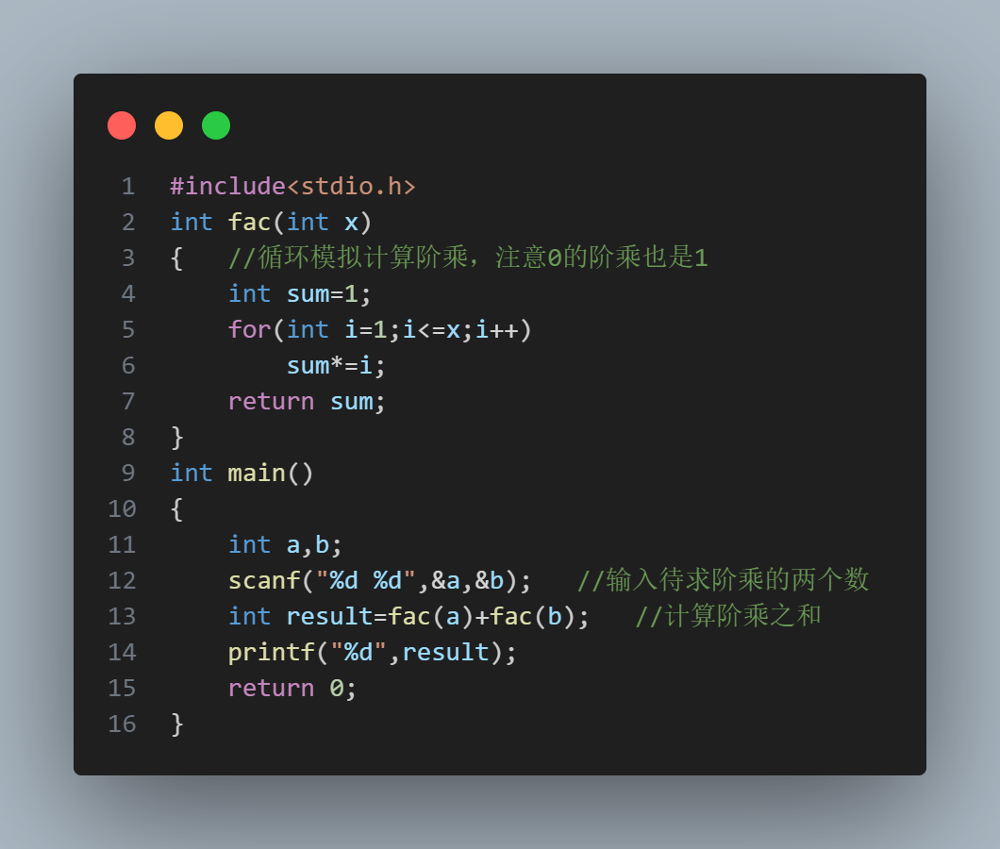 1 #include<stdio.h>
2 int fac(int x)
3 {   //循环模拟计算阶乘，注意0的阶乘也是1
4     int sum=1;
5     for(int i=1;i<=x;i++)
6         sum*=i;
7     return sum;
8 }
9 int main()
10 {
11     int a,b;
12     scanf("%d %d",&a,&b);   //输入待求阶乘的两个数
13     int result=fac(a)+fac(b);   //计算阶乘之和
14     printf("%d",result);
15     return 0;
16 }